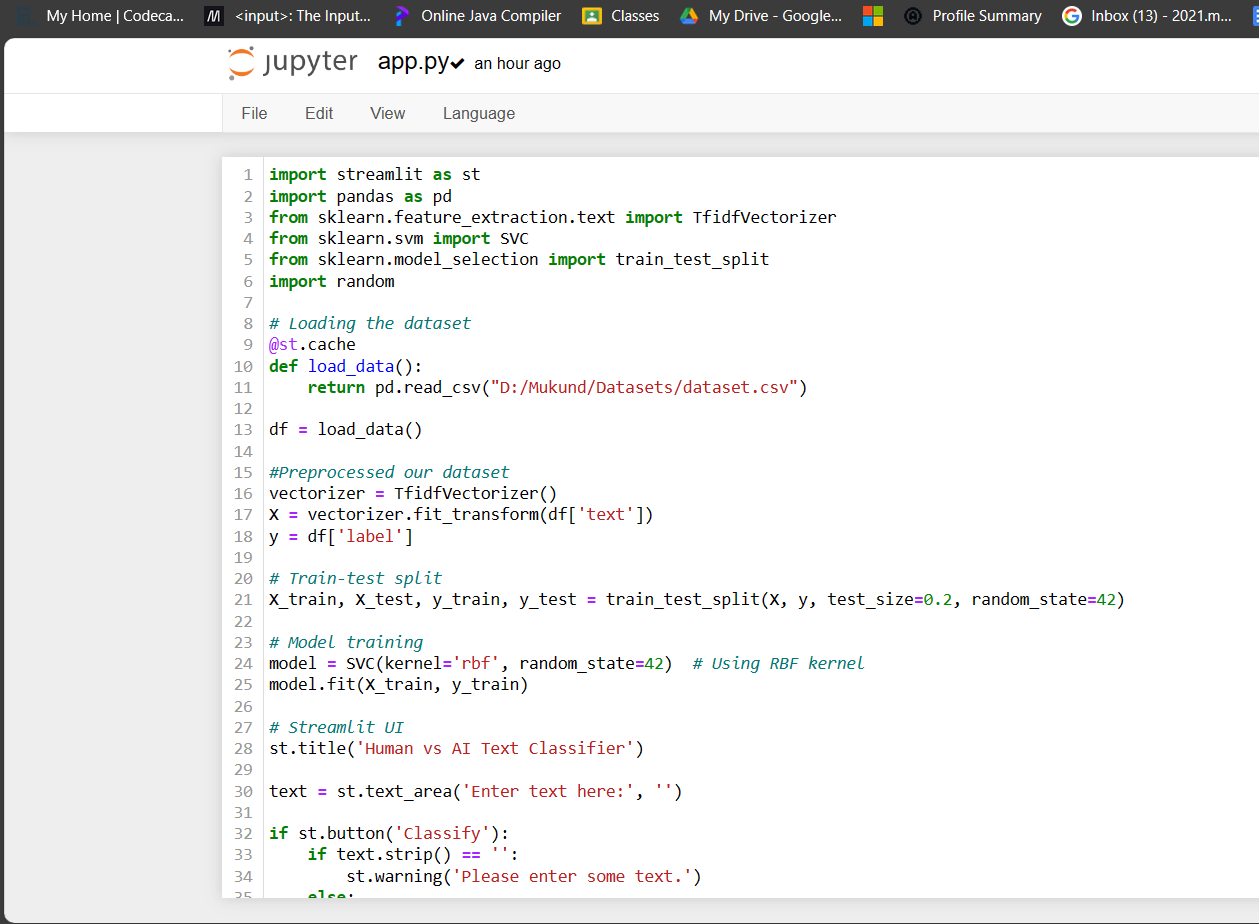 My Home | Codeca... M <input>: The Input... Online Java Compiler Classes My Drive - Google... Profile Summary Inbox (13) - 2021.m...
jupyter app.py✔ an hour ago
File Edit View Language
1 import streamlit as st
2 import pandas as pd
3 from sklearn.feature_extraction.text import TfidfVectorizer
4 from sklearn.svm import SVC
5 from sklearn.model_selection import train_test_split
6 import random
7
8 # Loading the dataset
9 @st.cache
10 def load_data():
11     return pd.read_csv("D:/Mukund/Datasets/dataset.csv")
12
13 df = load_data()
14
15 #Preprocessed our dataset
16 vectorizer = TfidfVectorizer()
17 X = vectorizer.fit_transform(df['text'])
18 y = df['label']
19
20 # Train-test split
21 X_train, X_test, y_train, y_test = train_test_split(X, y, test_size=0.2, random_state=42)
22
23 # Model training
24 model = SVC(kernel='rbf', random_state=42)  # Using RBF kernel
25 model.fit(X_train, y_train)
26
27 # Streamlit UI
28 st.title('Human vs AI Text Classifier')
29
30 text = st.text_area('Enter text here:', '')
31
32 if st.button('Classify'):
33     if text.strip() == '':
34         st.warning('Please enter some text.')
35     else: